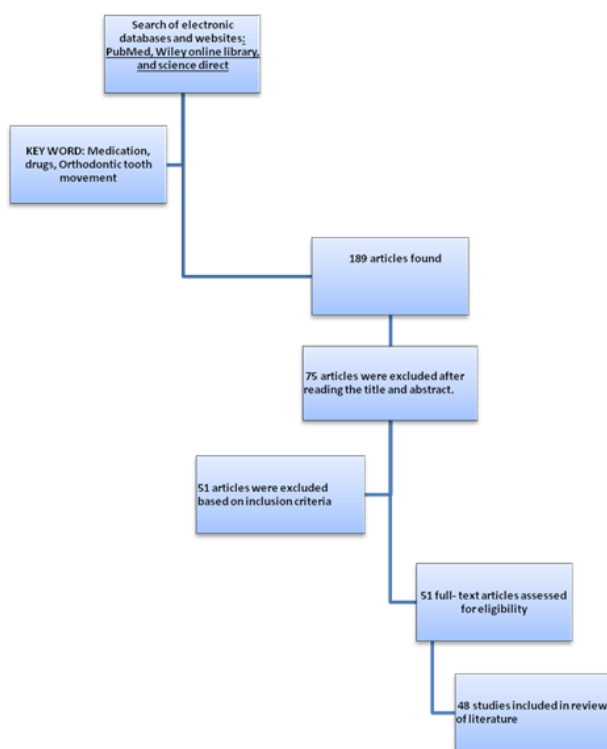 Search of electronic
databases and websites:
PubMed, Wiley online library,
and science direct
KEY WORD: Medication,
drugs, Orthodontic tooth
movement
189 articles found
75 articles were excluded after
reading the title and abstract.
51 articles were excluded
based on inclusion criteria
51 full- text articles assessed
for eligibility
48 studies included in review
of literature